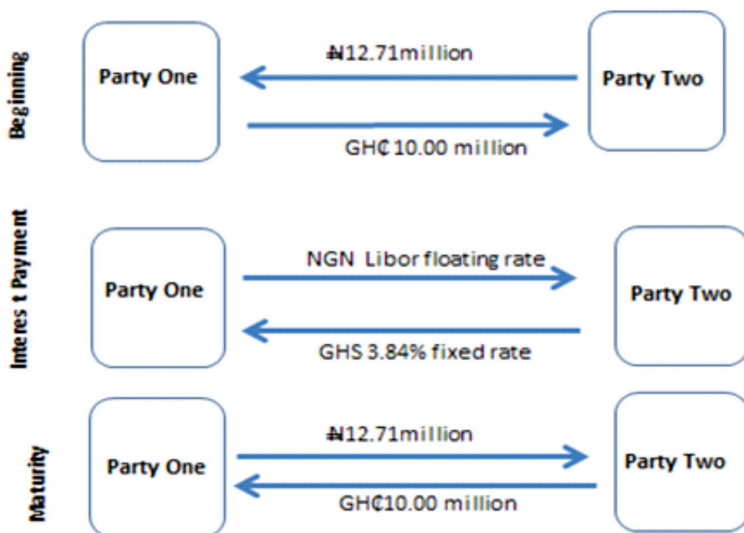 Beginning
Party One
₦12.71million
GH₵ 10.00 million
Party Two
Interest Payment
Party One
NGN Libor floating rate
GHS 3.84% fixed rate
Party Two
Maturity
Party One
₦12.71million
GH₵10.00 million
Party Two